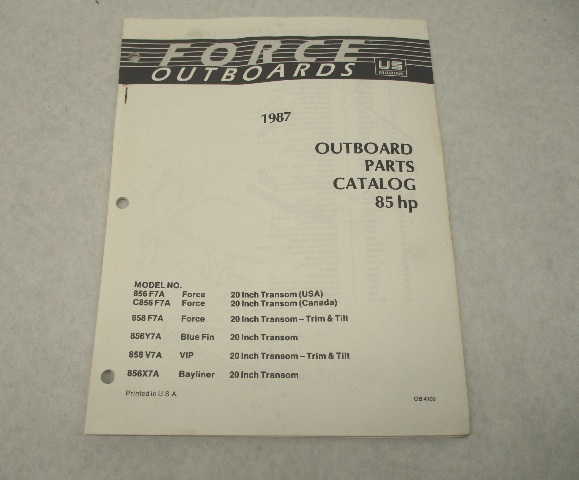 FORCE
OUTBOARDS
US
MARINE
1987
OUTBOARD
PARTS
CATALOG
85 hp
MODEL NO.
856 F7A Force 20 Inch Transom (USA)
C856 F7A Force 20 Inch Transom (Canada)
858 F7A Force 20 Inch Transom – Trim & Tilt
856Y7A Blue Fin 20 Inch Transom
858 V7A VIP 20 Inch Transom – Trim & Tilt
856X7A Bayliner 20 Inch Transom
Printed in U.S.A.
OB 4100